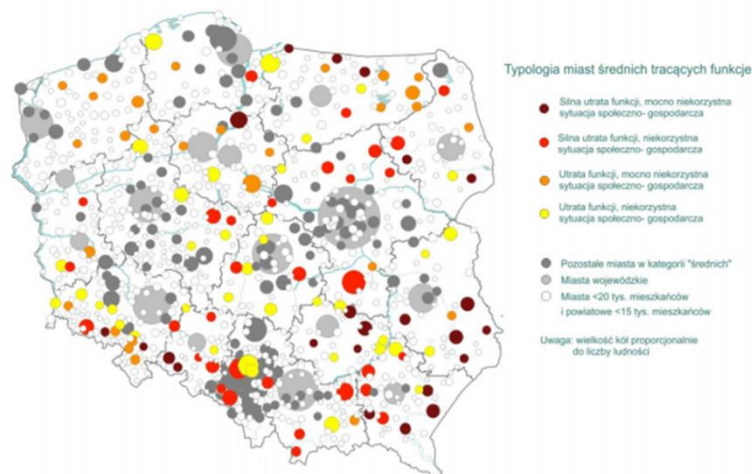 Typologia miast średnich tracących funkcje
Silna utrata funkcji, mocno niekorzystna
sytuacja społeczno- gospodarcza
Silna utrata funkcji, niekorzystna
sytuacja społeczno- gospodarcza
Utrata funkcji, mocno niekorzystna
sytuacja społeczno- gospodarcza
Utrata funkcji, niekorzystna
sytuacja społeczno- gospodarcza
Pozostałe miasta w kategorii "średnich"
Miasta wojewódzkie
Miasta <20 tys. mieszkańców
i powiatowe <15 tys. mieszkańców
Uwaga: wielkość kół proporcjonalnie
do liczby ludności